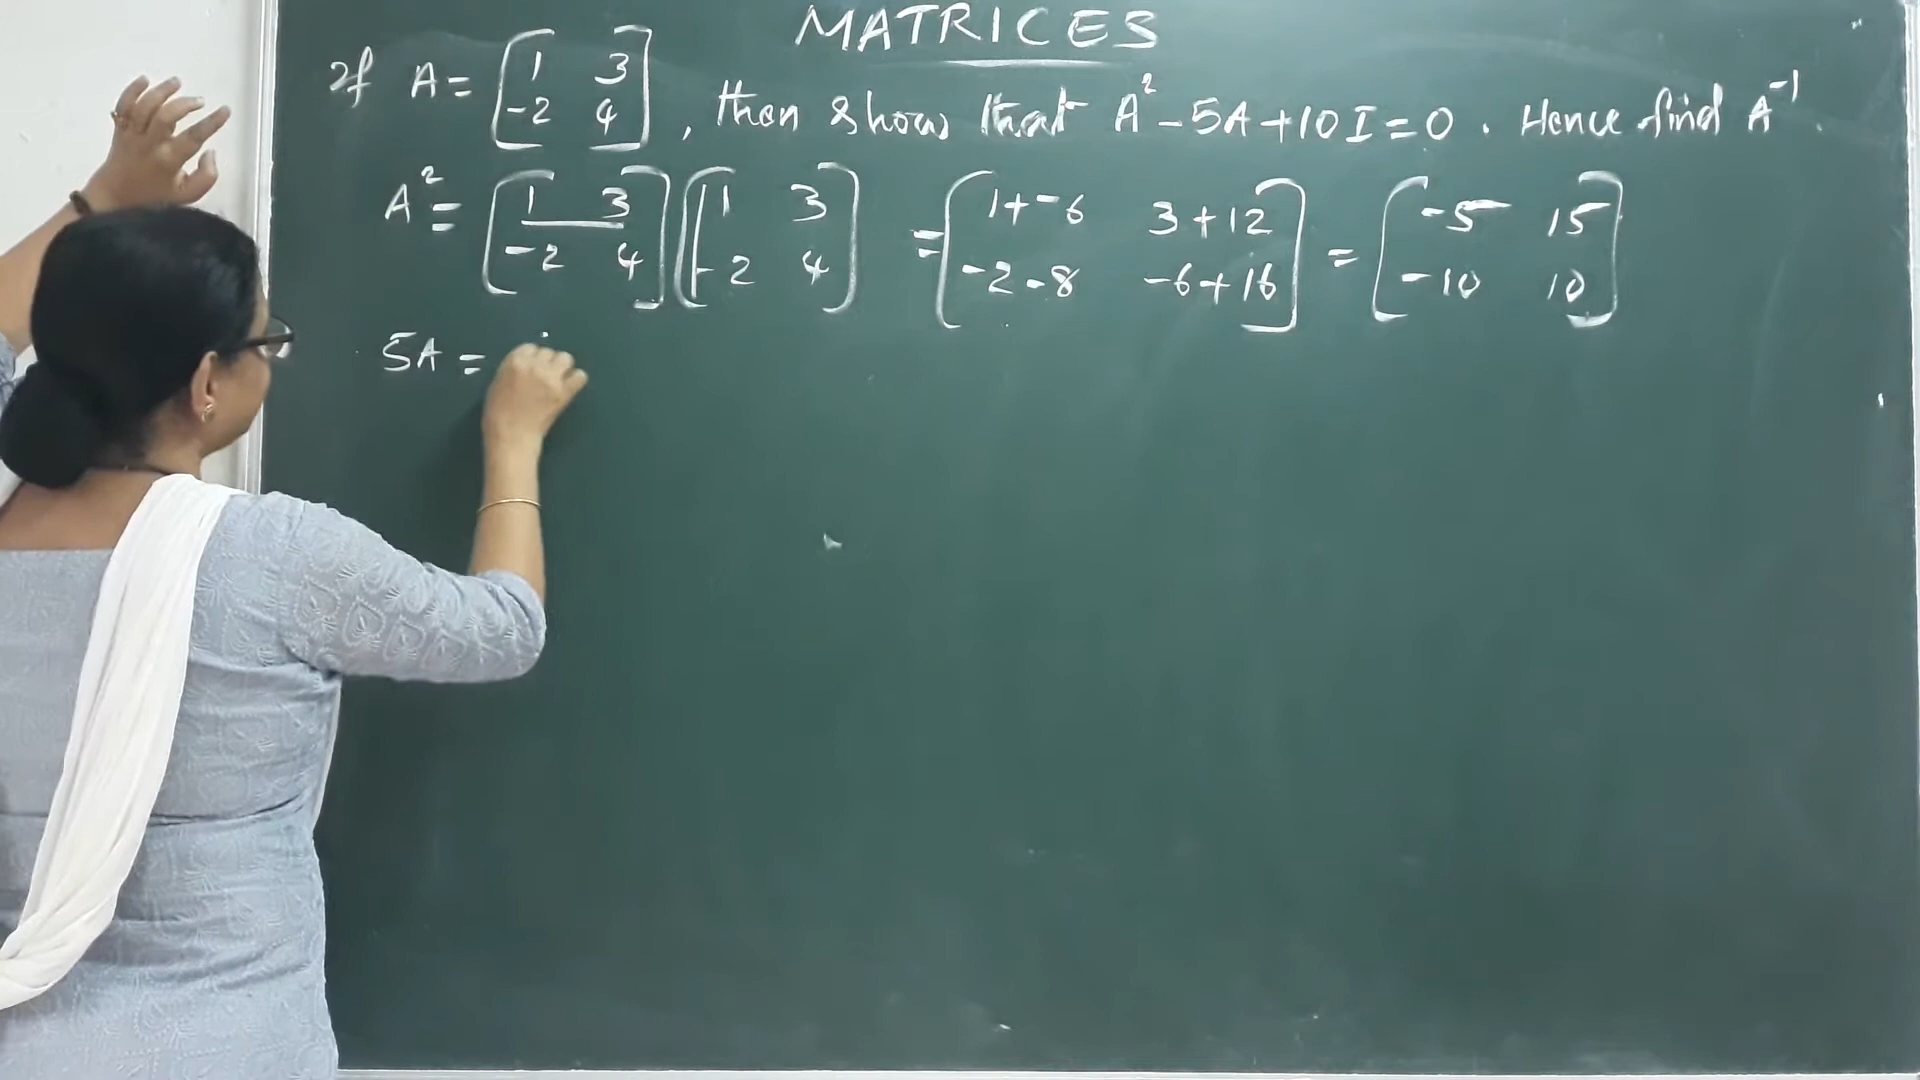 MATRICES
If A = [1 3; -2 4], then show that A² - 5A + 10I = 0. Hence find A⁻¹.
A² = [1 3; -2 4] [1 3; -2 4] = [1+-6 3+12; -2-8 -6+16] = [-5 15; -10 10]
5A =